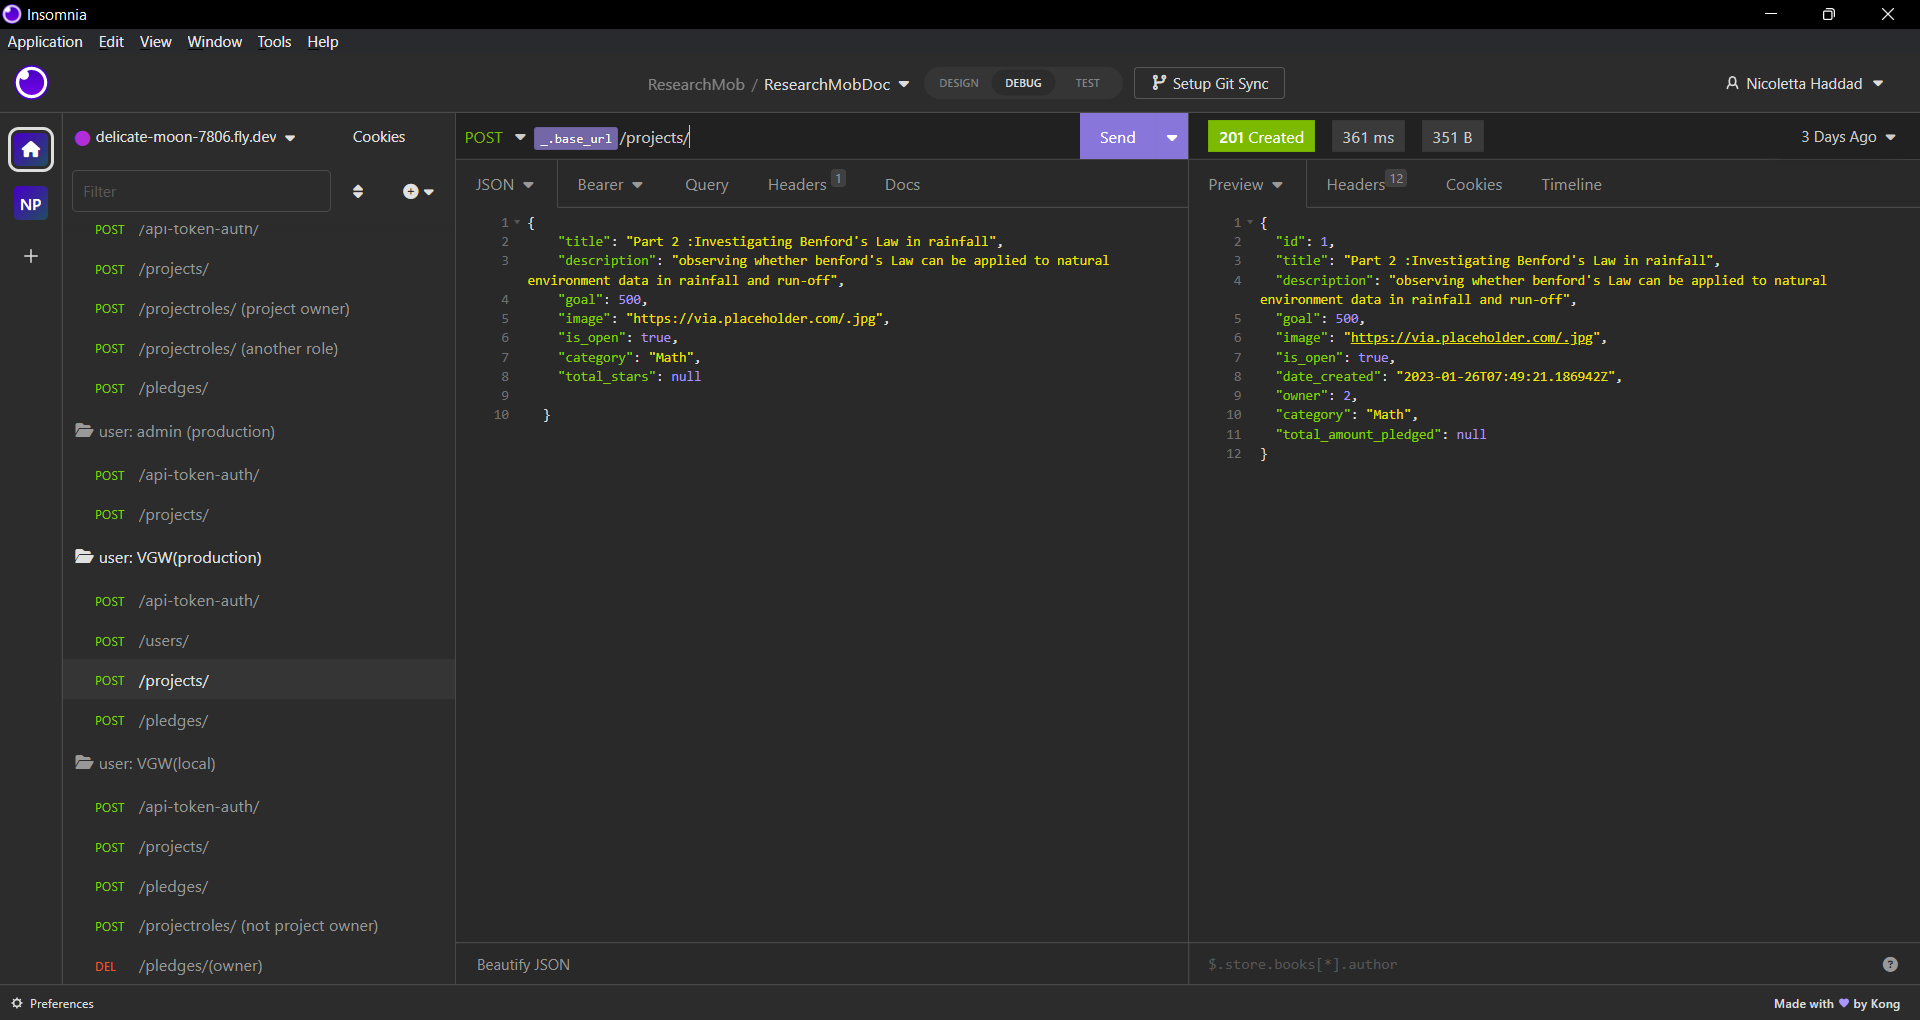 Insomnia
Application Edit View Window Tools Help
ResearchMob / ResearchMobDoc DESIGN DEBUG TEST Setup Git Sync Nicoletta Haddad
delicate-moon-7806.fly.dev Cookies
POST _.base_url /projects/ Send
201 Created 361 ms 351 B 3 Days Ago
NP
Filter
POST /api-token-auth/
POST /projects/
POST /projectroles/ (project owner)
POST /projectroles/ (another role)
POST /pledges/
user: admin (production)
POST /api-token-auth/
POST /projects/
user: VGW(production)
POST /api-token-auth/
POST /users/
POST /projects/
POST /pledges/
user: VGW(local)
POST /api-token-auth/
POST /projects/
POST /pledges/
POST /projectroles/ (not project owner)
DEL /pledges/(owner)
JSON Bearer Query Headers 1 Docs
1 {
2 "title": "Part 2 :Investigating Benford's Law in rainfall",
3 "description": "observing whether benford's Law can be applied to natural
environment data in rainfall and run-off",
4 "goal": 500,
5 "image": "https://via.placeholder.com/.jpg",
6 "is_open": true,
7 "category": "Math",
8 "total_stars": null
9
10 }
Beautify JSON
Preview Headers 12 Cookies Timeline
1 {
2 "id": 1,
3 "title": "Part 2 :Investigating Benford's Law in rainfall",
4 "description": "observing whether benford's Law can be applied to natural
environment data in rainfall and run-off",
5 "goal": 500,
6 "image": "https://via.placeholder.com/.jpg",
7 "is_open": true,
8 "date_created": "2023-01-26T07:49:21.186942Z",
9 "owner": 2,
10 "category": "Math",
11 "total_amount_pledged": null
12 }
$.store.books[*].author ?
Preferences
Made with 💜 by Kong